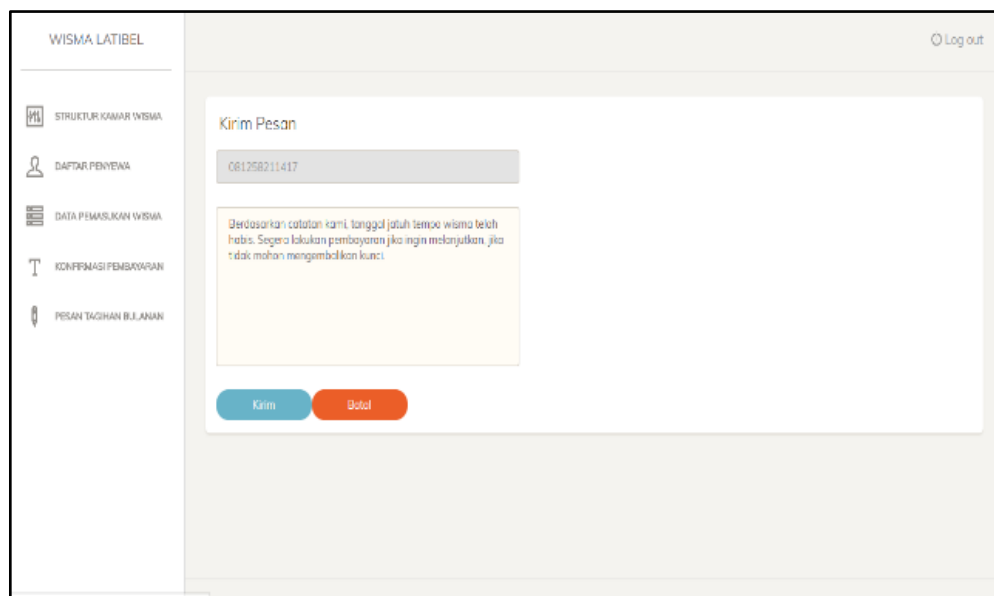 WISMA LATIBEL
Log out
STRUKTUR KAMAR WISMA
DAFTAR PENYEWA
DATA PEMASUKAN WISMA
KONFIRMASI PEMBAYARAN
PESAN TAGIHAN BULANAN
Kirim Pesan
081258211417
Berdasarkan catatan kami, tanggal jatuh tempo wisma telah
habis. Segera lakukan pembayaran jika ingin melanjutkan, jika
tidak mohon mengembalikan kunci.
Kirim
Batal